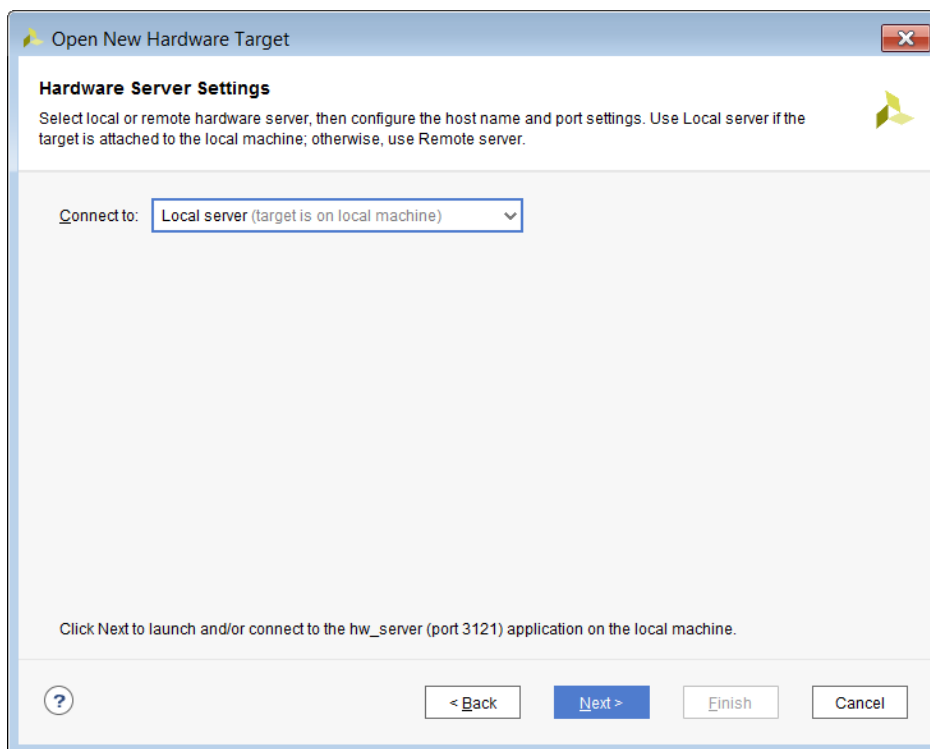 Open New Hardware Target
Hardware Server Settings
Select local or remote hardware server, then configure the host name and port settings. Use Local server if the
target is attached to the local machine; otherwise, use Remote server.
Connect to: Local server (target is on local machine)
Click Next to launch and/or connect to the hw_server (port 3121) application on the local machine.
? < Back Next > Finish Cancel